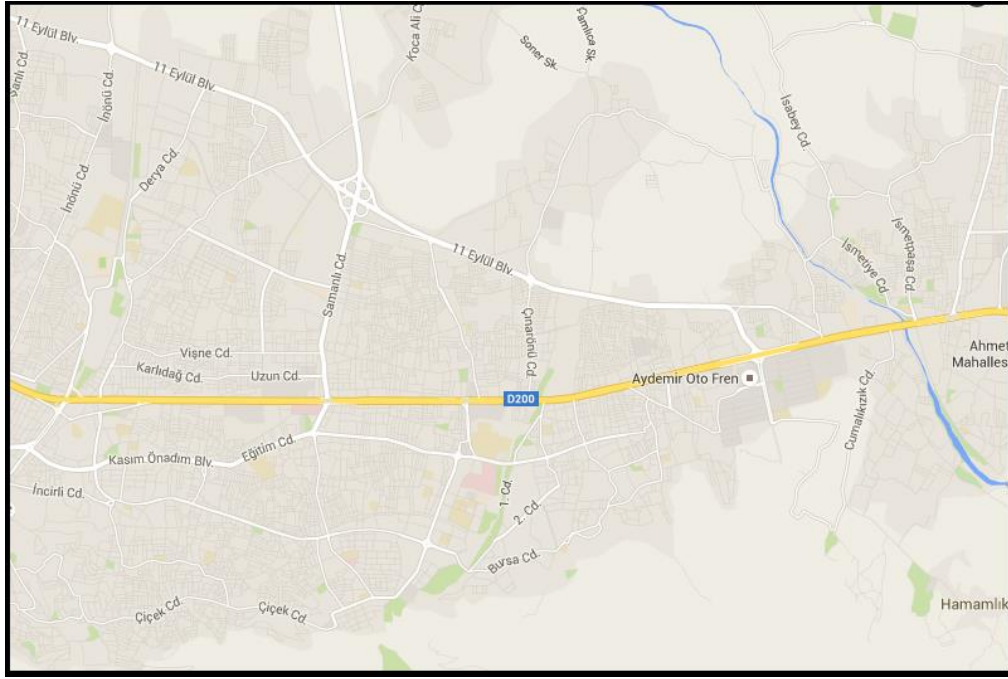 11 Eylül Blv.
Koca Ali C
Çamlıca Sk.
Soner Sk.
Şanlı Cd.
İnönü Cd.
11 Eylül Blv.
İsabey Cd.
Derya Cd.
İnönü Cd.
İsmetpaşa Cd.
İsmetiye Cd.
11 Eylül Blv.
Samanlı Cd.
Çınarönü Cd.
Vişne Cd.
Ahmet
Mahalles
Karlıdağ Cd.
Uzun Cd.
Aydemir Oto Fren
D200
Cumalıkızık Cd.
Eğitim Cd.
Kasım Önadım Blv.
İncirli Cd.
1. Cd.
2. Cd.
Bursa Cd.
Çiçek Cd.
Çiçek Cd.
Hamamlık